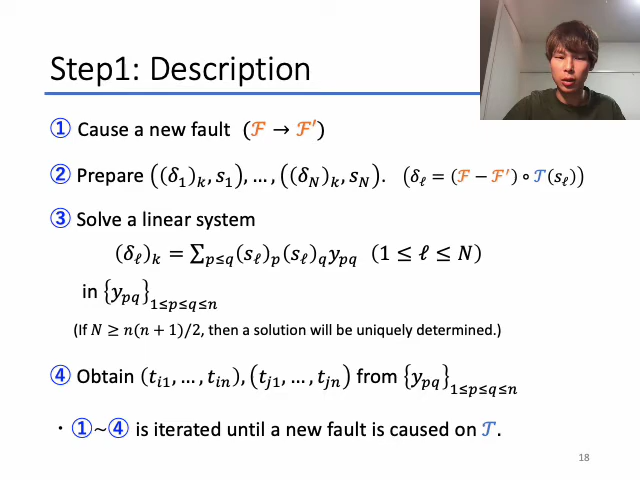 Step1: Description
① Cause a new fault (ℱ → ℱ′)
② Prepare ((δ₁)ₖ, s₁), … , ((δ_N)ₖ, s_N). (δ_ℓ = (ℱ − ℱ′) ∘ 𝒯(s_ℓ))
③ Solve a linear system
(δ_ℓ)ₖ = ∑_{p≤q}(s_ℓ)_p(s_ℓ)_q y_{pq} (1 ≤ ℓ ≤ N)
in {y_{pq}}_{1≤p≤q≤n}
(If N ≥ n(n + 1)/2, then a solution will be uniquely determined.)
④ Obtain (t_{i1}, … , t_{in}), (t_{j1}, … , t_{jn}) from {y_{pq}}_{1≤p≤q≤n}
・①~④ is iterated until a new fault is caused on 𝒯.
18